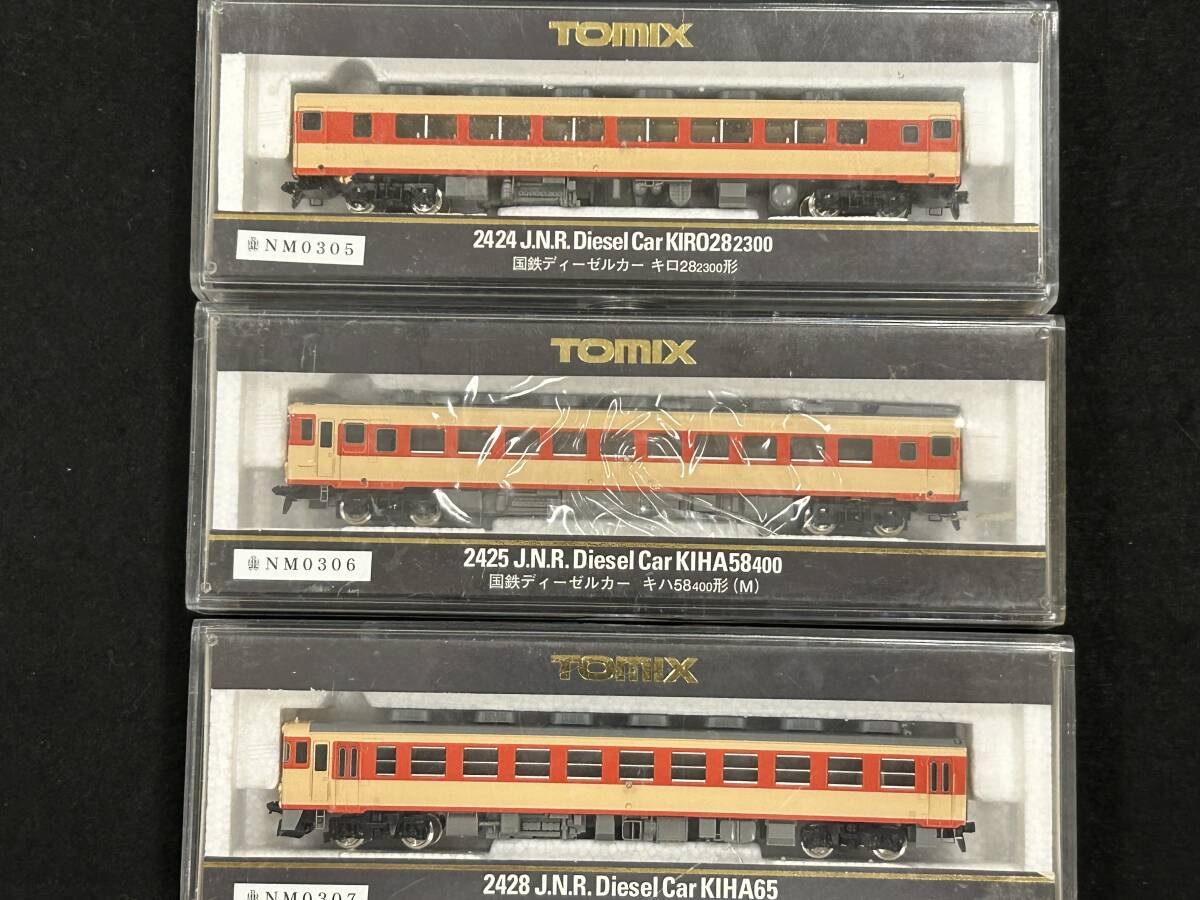 TOMIX
2424 J.N.R. Diesel Car KIRO282300
NM0305
国鉄ディーゼルカー キロ282300形
TOMIX
2425 J.N.R. Diesel Car KIHA58400
NM0306
国鉄ディーゼルカー キハ58400形(M)
TOMIX
2428 J.N.R. Diesel Car KIHA65
NM0307